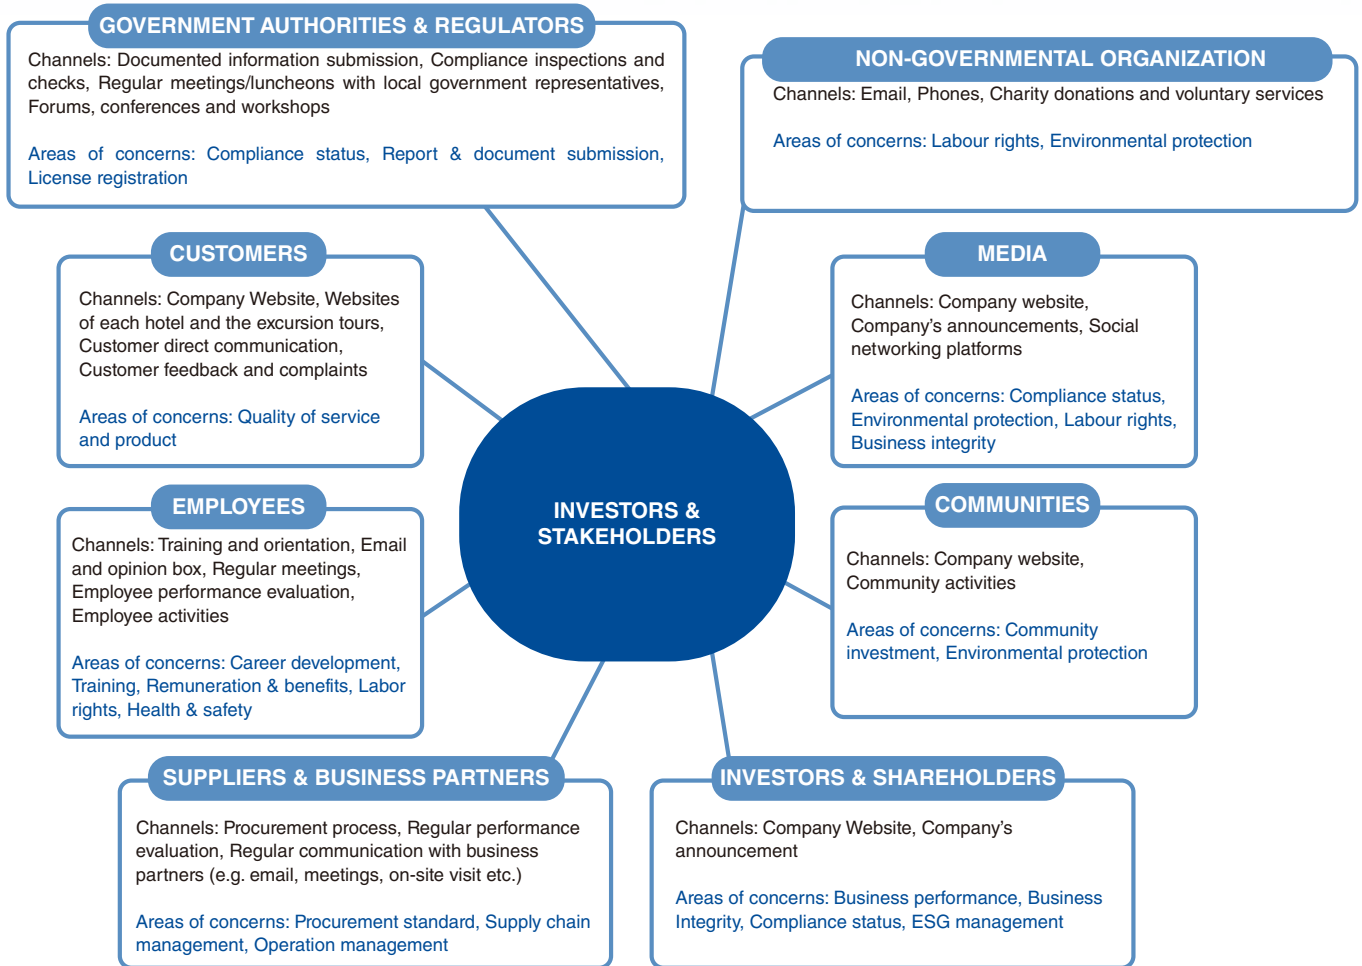 GOVERNMENT AUTHORITIES & REGULATORS
Channels: Documented information submission, Compliance inspections and
checks, Regular meetings/luncheons with local government representatives,
Forums, conferences and workshops
Areas of concerns: Compliance status, Report & document submission,
License registration
NON-GOVERNMENTAL ORGANIZATION
Channels: Email, Phones, Charity donations and voluntary services
Areas of concerns: Labour rights, Environmental protection
CUSTOMERS
Channels: Company Website, Websites
of each hotel and the excursion tours,
Customer direct communication,
Customer feedback and complaints
Areas of concerns: Quality of service
and product
MEDIA
Channels: Company website,
Company's announcements, Social
networking platforms
Areas of concerns: Compliance status,
Environmental protection, Labour rights,
Business integrity
INVESTORS &
STAKEHOLDERS
EMPLOYEES
Channels: Training and orientation, Email
and opinion box, Regular meetings,
Employee performance evaluation,
Employee activities
Areas of concerns: Career development,
Training, Remuneration & benefits, Labor
rights, Health & safety
COMMUNITIES
Channels: Company website,
Community activities
Areas of concerns: Community
investment, Environmental protection
SUPPLIERS & BUSINESS PARTNERS
Channels: Procurement process, Regular performance
evaluation, Regular communication with business
partners (e.g. email, meetings, on-site visit etc.)
Areas of concerns: Procurement standard, Supply chain
management, Operation management
INVESTORS & SHAREHOLDERS
Channels: Company Website, Company's
announcement
Areas of concerns: Business performance, Business
Integrity, Compliance status, ESG management